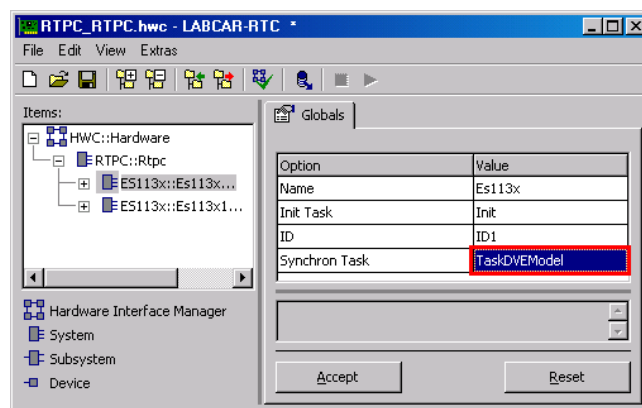 RTPC_RTPC.hwc - LABCAR-RTC *
File Edit View Extras
Items:
HWC::Hardware
RTPC::Rtpc
ES113x::Es113x...
ES113x::Es113x1...
Hardware Interface Manager
System
Subsystem
Device
Globals
Option Value
Name Es113x
Init Task Init
ID ID1
Synchron Task TaskDVEModel
Accept Reset